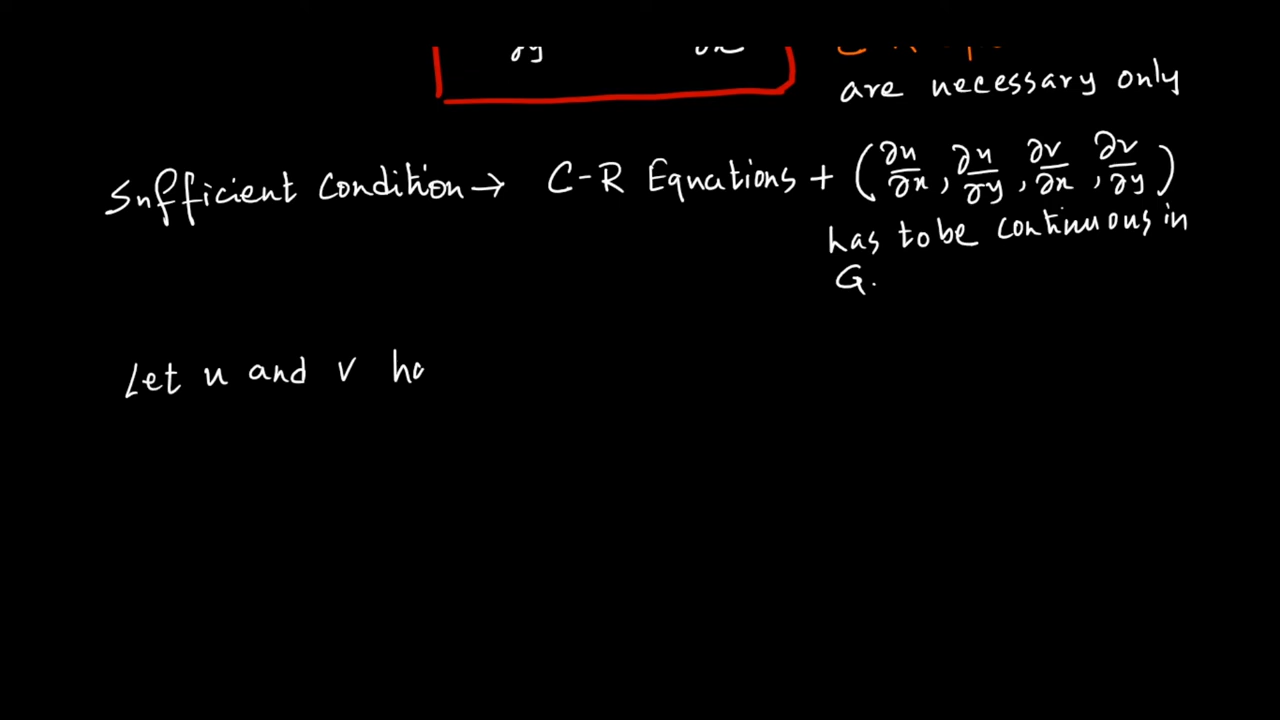 ∂y ∂x
are necessary only
Sufficient Condition → C-R Equations + (∂u/∂x, ∂u/∂y, ∂v/∂x, ∂v/∂y)
has to be continuous in
G.
Let u and v ha